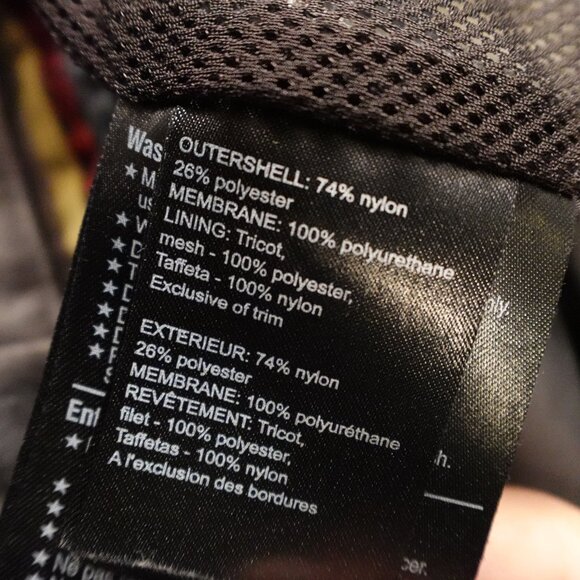 OUTERSHELL: 74% nylon
26% polyester
MEMBRANE: 100% polyurethane
LINING: Tricot,
mesh - 100% polyester,
Taffeta - 100% nylon
Exclusive of trim
EXTERIEUR: 74% nylon
26% polyester
MEMBRANE: 100% polyuréthane
REVÊTEMENT: Tricot,
filet - 100% polyester,
Taffetas - 100% nylon
A l'exclusion des bordures
Ne pas